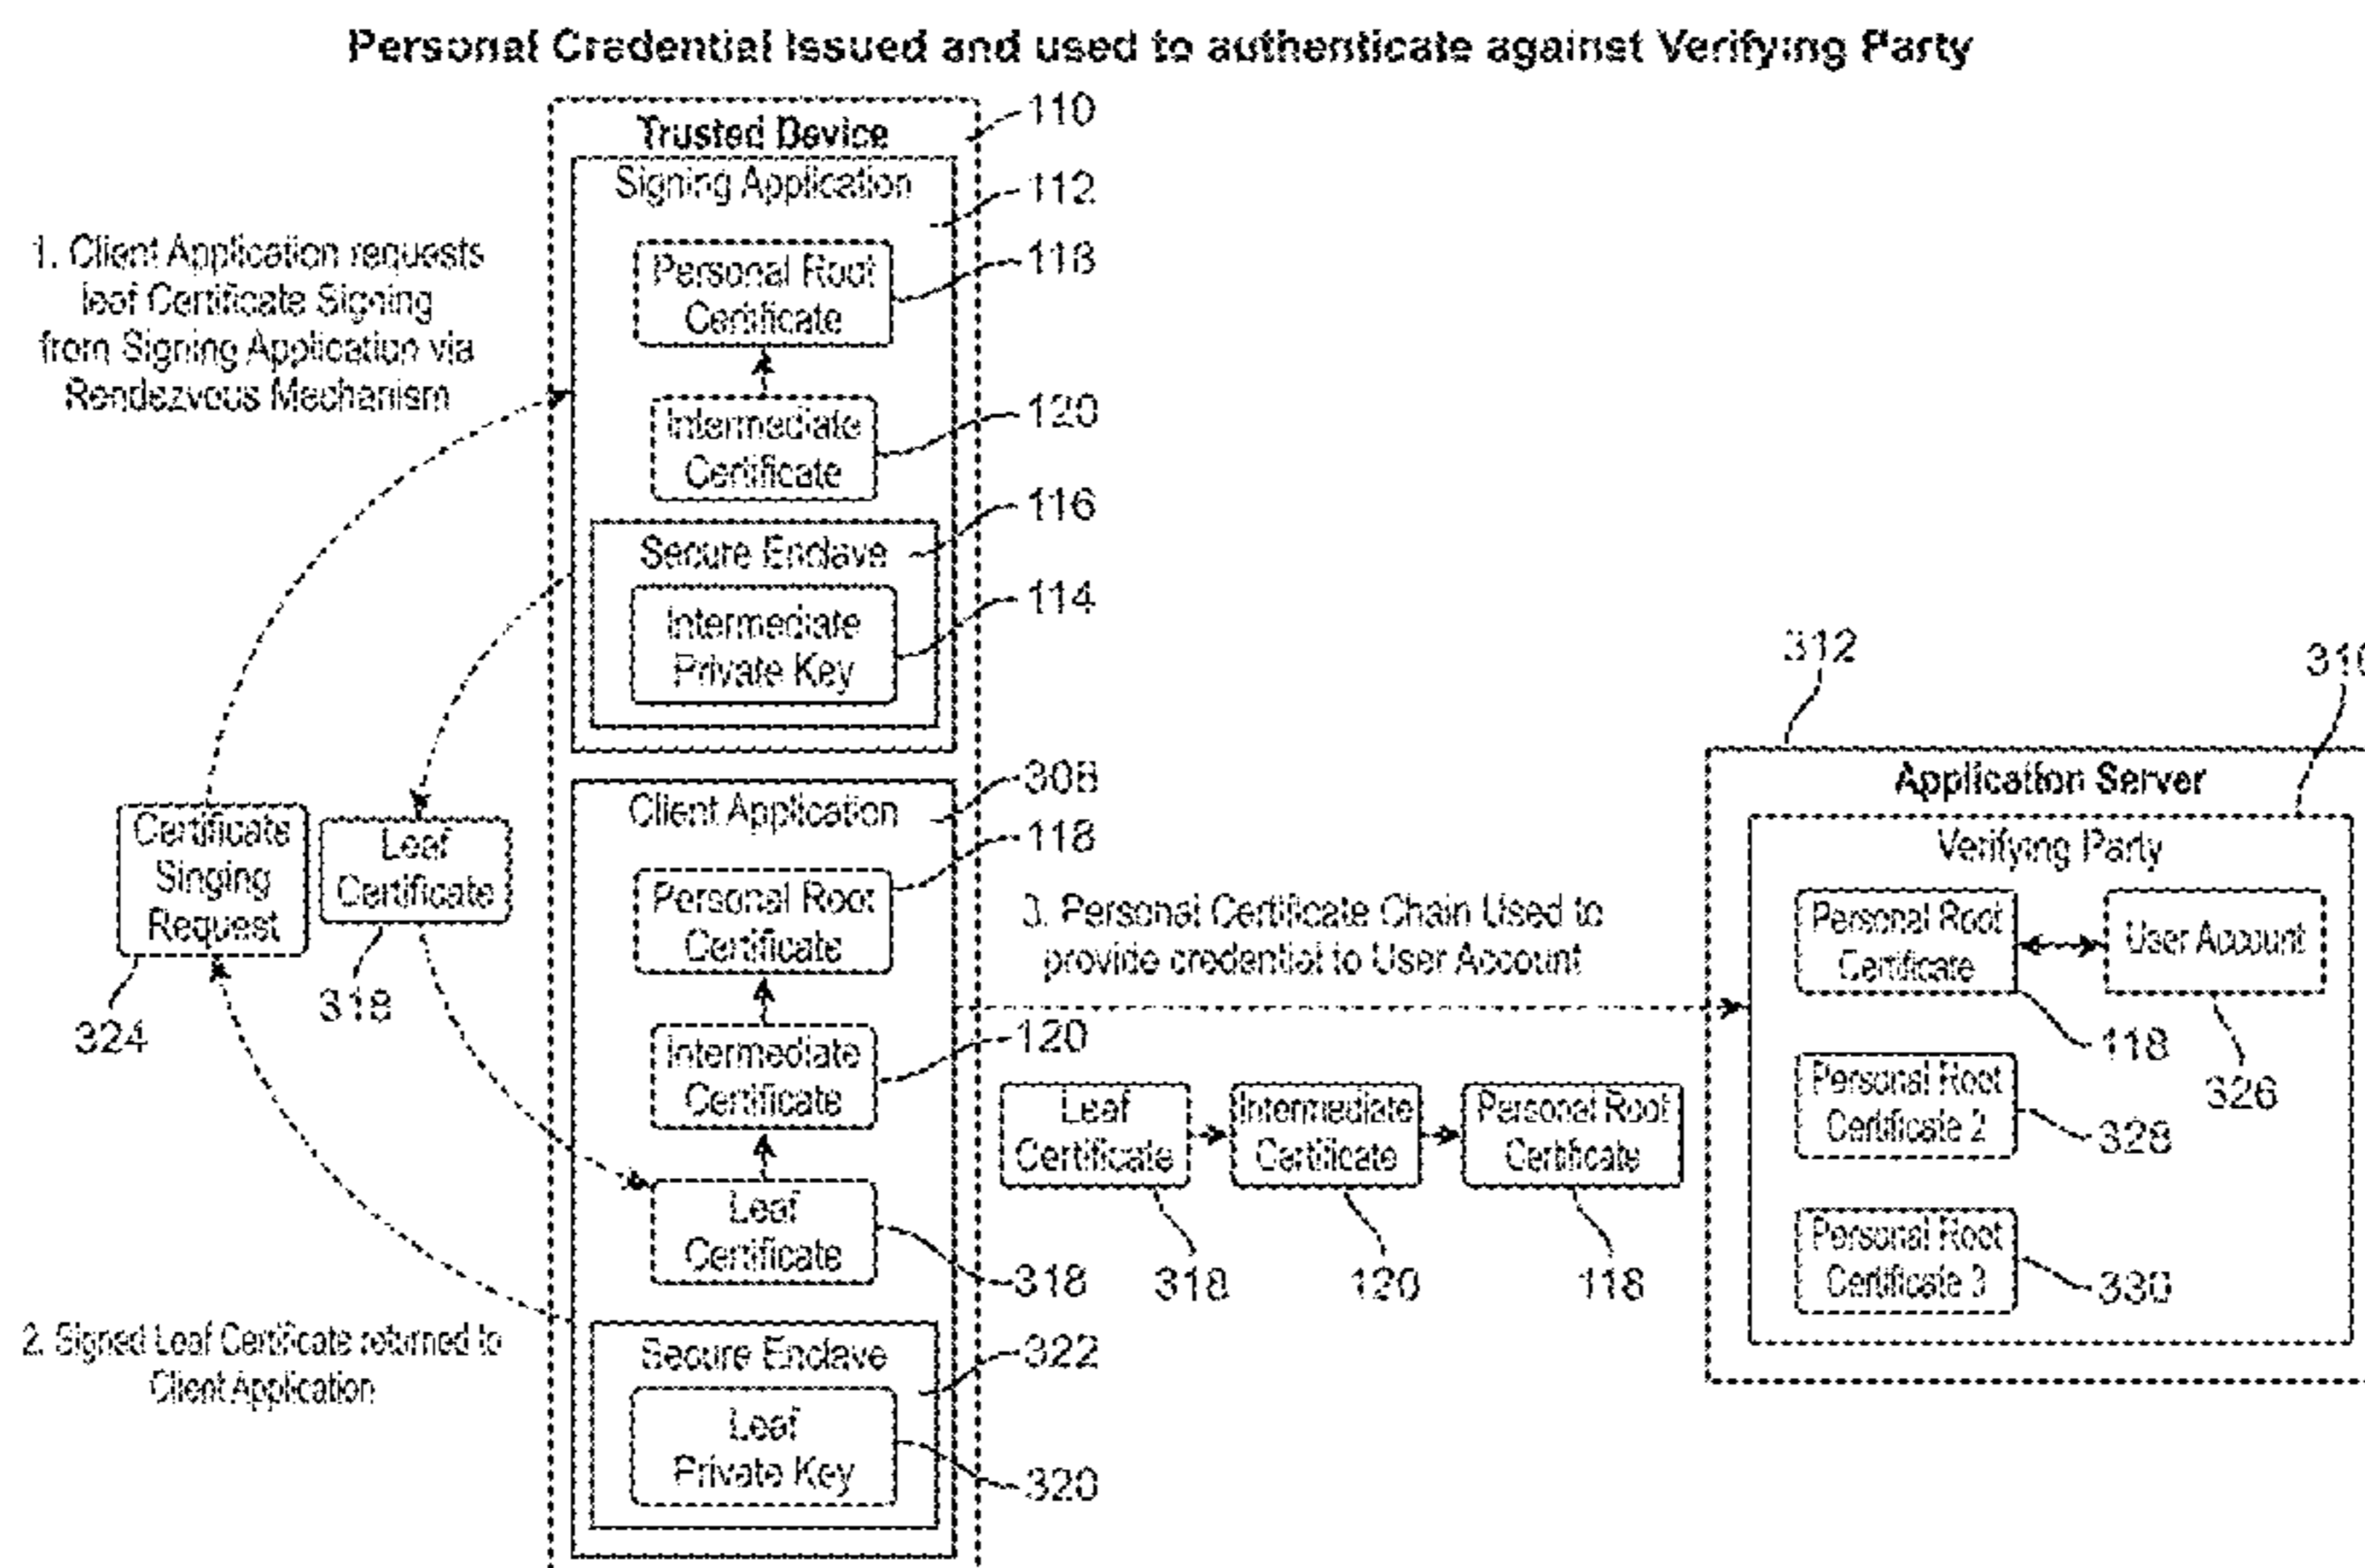 Personal Credential Issued and used to authenticate against Verifying Party
Trusted Device
110
Signing Application
112
Personal Root
Certificate
118
Intermediate
Certificate
120
116
Secure Enclave
114
Intermediate
Private Key
1. Client Application requests
leaf Certificate Signing
from Signing Application via
Rendezvous Mechanism
Certificate
Singing
Request
324
Leaf
Certificate
318
2. Signed Leaf Certificate returned to
Client Application
Client Application
308
118
Personal Root
Certificate
Intermediate
Certificate
120
Leaf
Certificate
318
Secure Enclave
322
Leaf
Private Key
320
3. Personal Certificate Chain Used to
provide credential to User Account
Leaf
Certificate
318
Intermediate
Certificate
120
Personal Root
Certificate
118
312
310
Application Server
Verifying Party
Personal Root
Certificate
118
User Account
326
Personal Root
Certificate 2
328
Personal Root
Certificate 3
330